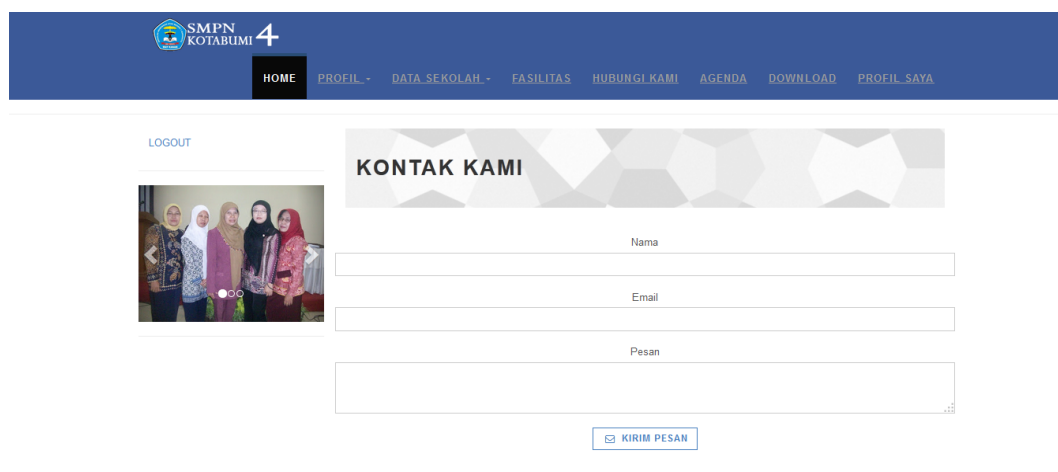 SMPN
KOTABUMI 4
HOME PROFIL - DATA SEKOLAH - FASILITAS HUBUNGI KAMI AGENDA DOWNLOAD PROFIL SAYA
LOGOUT
KONTAK KAMI
Nama
Email
Pesan
KIRIM PESAN